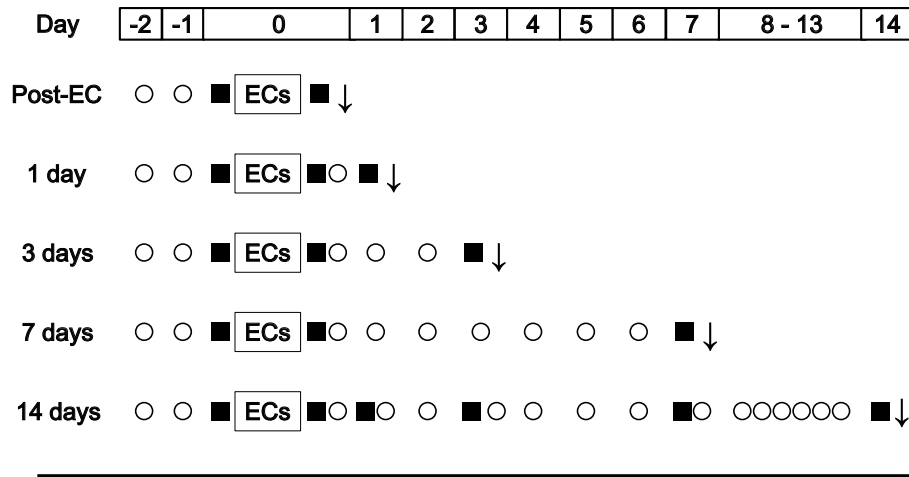 Day -2 -1 0 1 2 3 4 5 6 7 8 - 13 14
Post-EC ECs
1 day ECs
3 days ECs
7 days ECs
14 days ECs